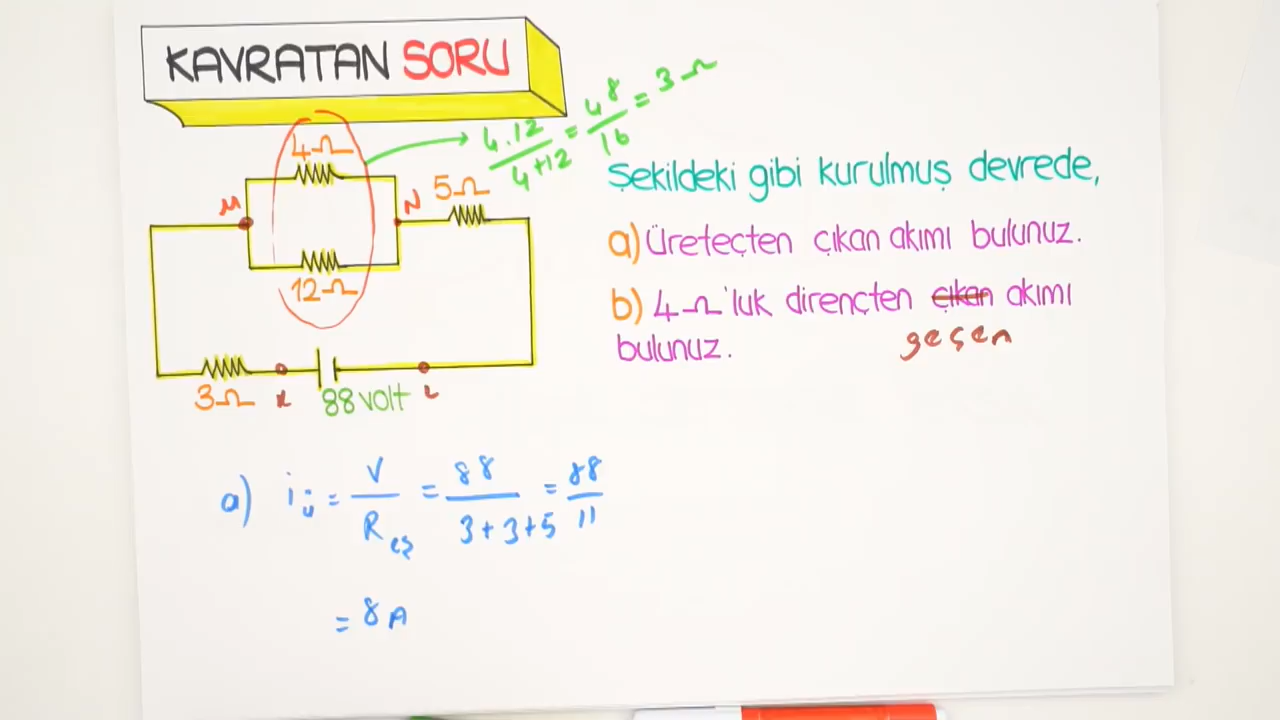 KAVRATAN SORU
4Ω
4.12/4+12 = 48/16 = 3Ω
M
N
5Ω
12Ω
3Ω
K
88 volt
L
Şekildeki gibi kurulmuş devrede,
a) Üreteçten çıkan akımı bulunuz.
b) 4Ω'luk dirençten çıkan akımı
geçen
bulunuz.
a) iü = V/Reş = 88/3+3+5 = 88/11
= 8A